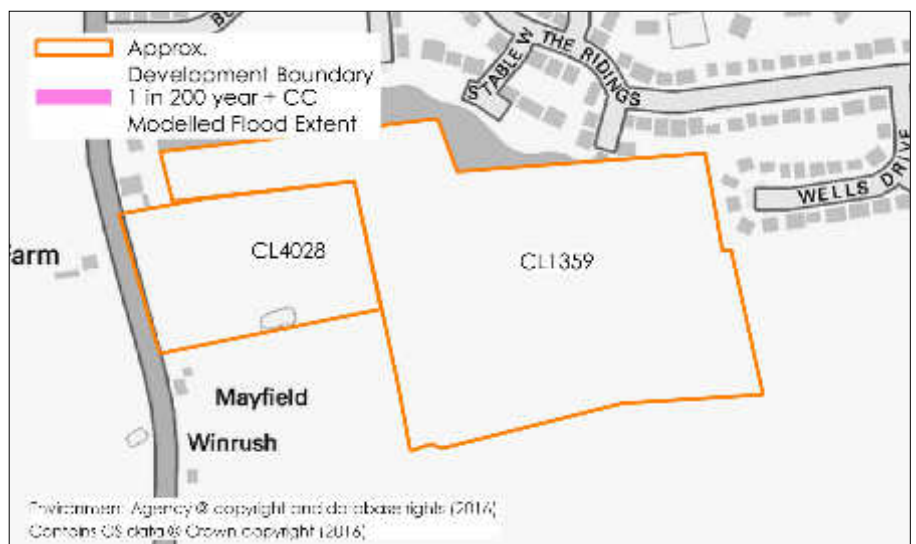 Approx.
Development Boundary
1 in 200 year + CC
Modelled Flood Extent
STABLE W
THE RIDINGS
WELLS DRIVE
CL4028
CL1359
Farm
Mayfield
Winrush
Environment Agency © copyright and database rights (2016)
Contains OS data © Crown copyright (2016)